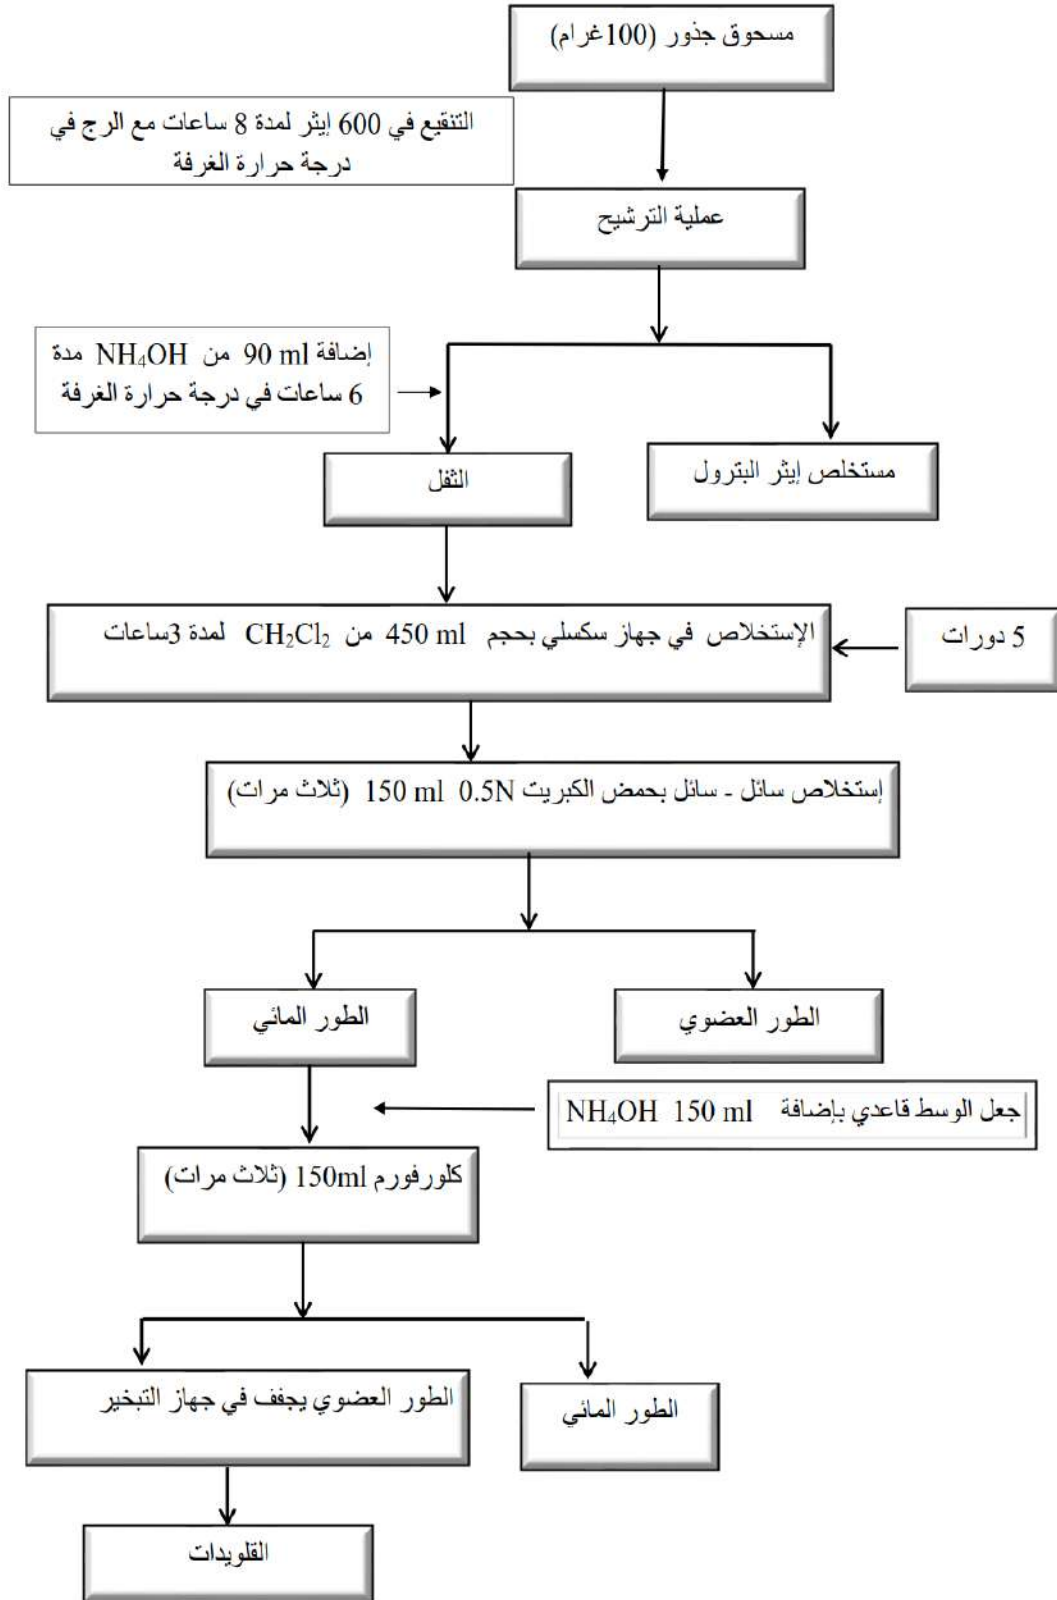 مسحوق جذور (100غرام)
التنقيع في 600 إيثر لمدة 8 ساعات مع الرج في
درجة حرارة الغرفة
عملية الترشيح
إضافة 90 ml من NH₄OH مدة
6 ساعات في درجة حرارة الغرفة
مستخلص إيثر البترول
الثفل
الإستخلاص في جهاز سكسلي بحجم 450 ml من CH₂Cl₂ لمدة 3ساعات
5 دورات
إستخلاص سائل - سائل بحمض الكبريت 0.5N 150 ml (ثلاث مرات)
الطور العضوي
الطور المائي
جعل الوسط قاعدي بإضافة NH₄OH 150 ml
كلورفورم 150ml (ثلاث مرات)
الطور المائي
الطور العضوي يجفف في جهاز التبخير
القلويدات